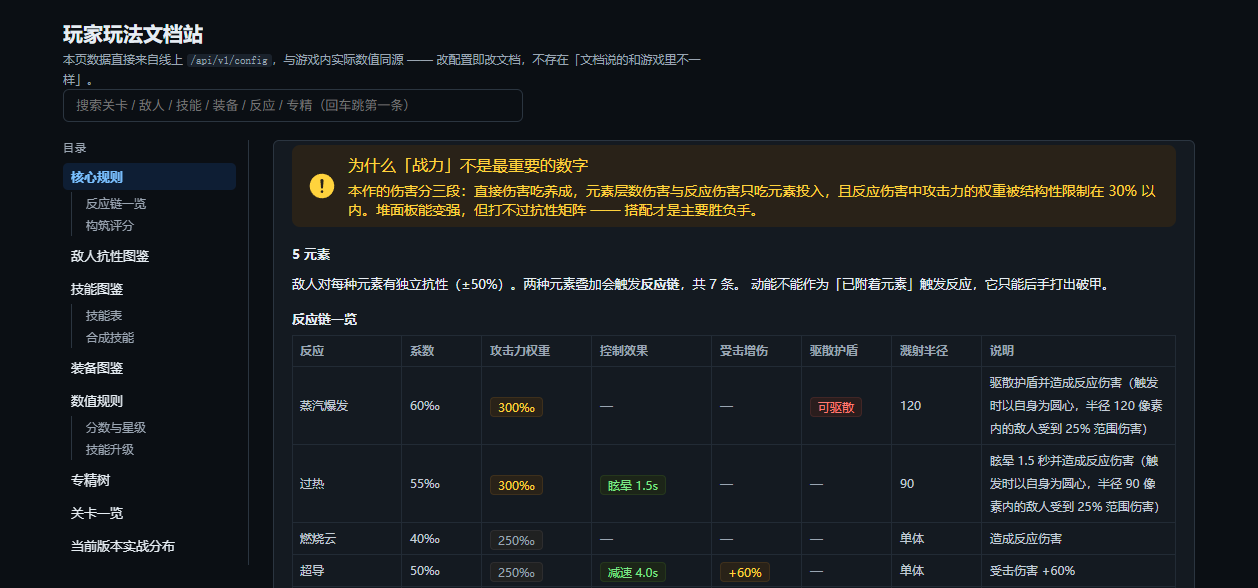 玩家玩法文档站
本页数据直接来自线上 /api/v1/config，与游戏内实际数值同源 —— 改配置即改文档，不存在「文档说的和游戏里不一
样」。
搜索关卡 / 敌人 / 技能 / 装备 / 反应 / 专精（回车跳第一条）
目录
核心规则
反应链一览
构筑评分
敌人抗性图鉴
技能图鉴
技能表
合成技能
装备图鉴
数值规则
分数与星级
技能升级
专精树
关卡一览
当前版本实战分布
为什么「战力」不是最重要的数字
本作的伤害分三段：直接伤害吃养成，元素层数伤害与反应伤害只吃元素投入，且反应伤害中攻击力的权重被结构性限制在 30% 以
内。堆面板能变强，但打不过抗性矩阵 —— 搭配才是主要胜负手。
5 元素
敌人对每种元素有独立抗性（±50%）。两种元素叠加会触发反应链，共 7 条。 动能不能作为「已附着元素」触发反应，它只能后手打出破甲。
反应链一览
反应 系数 攻击力权重 控制效果 受击增伤 驱散护盾 溅射半径 说明
蒸汽爆发 60‰ 300‰ — — 可驱散 120 驱散护盾并造成反应伤害（触发
时以自身为圆心，半径 120 像素
内的敌人受到 25% 范围伤害）
过热 55‰ 300‰ 眩晕 1.5s — — 90 眩晕 1.5 秒并造成反应伤害（触
发时以自身为圆心，半径 90 像
素内的敌人受到 25% 范围伤害）
燃烧云 40‰ 250‰ — — — 单体 造成反应伤害
超导 50‰ 250‰ 减速 4.0s +60% — 单体 受击伤害 +60%